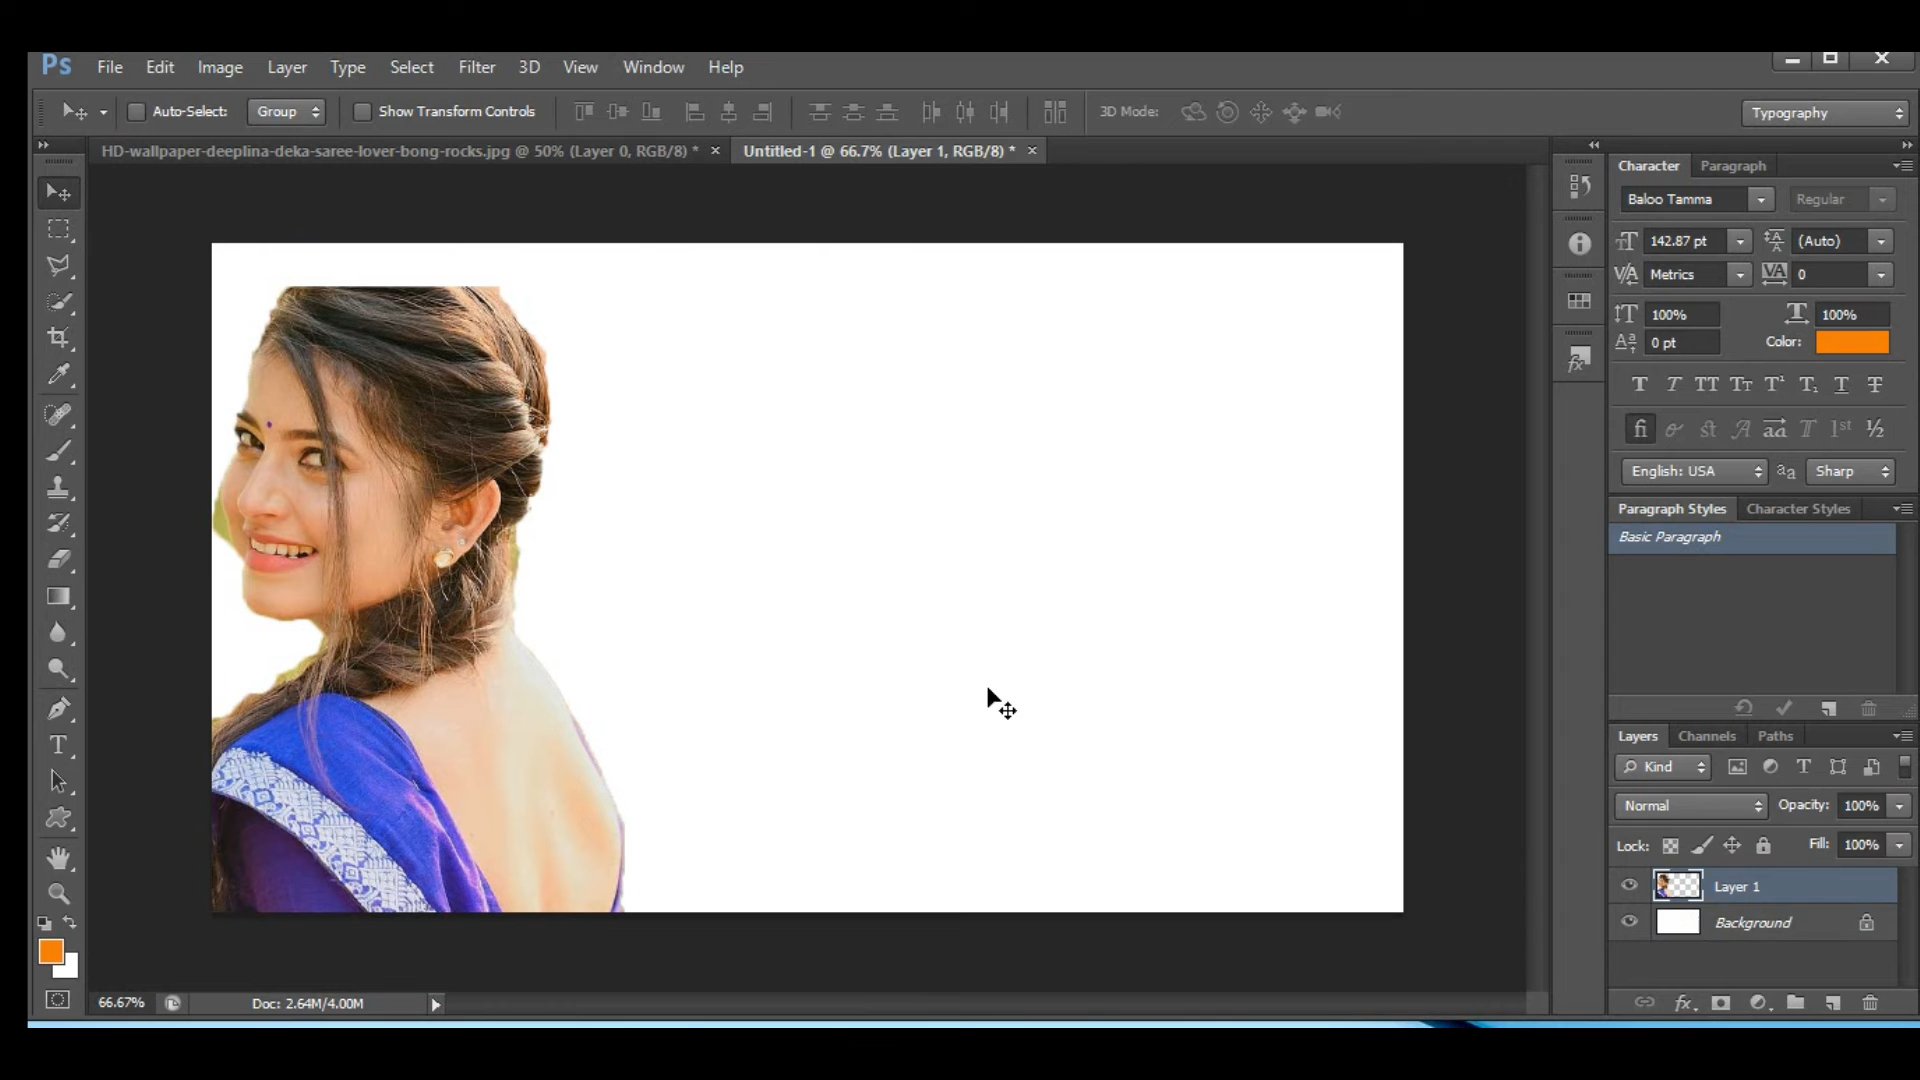 Ps File Edit Image Layer Type Select Filter 3D View Window Help
Auto-Select: Group Show Transform Controls 3D Mode: Typography
HD-wallpaper-deeplina-deka-saree-lover-bong-rocks.jpg @ 50% (Layer 0, RGB/8) * Untitled-1 @ 66.7% (Layer 1, RGB/8) *
Character Paragraph
Baloo Tamma Regular
142.87 pt (Auto)
Metrics 0
100% 100%
0 pt Color:
English: USA Sharp
Paragraph Styles Character Styles
Basic Paragraph
Layers Channels Paths
Kind
Normal Opacity: 100%
Lock: Fill: 100%
Layer 1
Background
66.67% Doc: 2.64M/4.00M